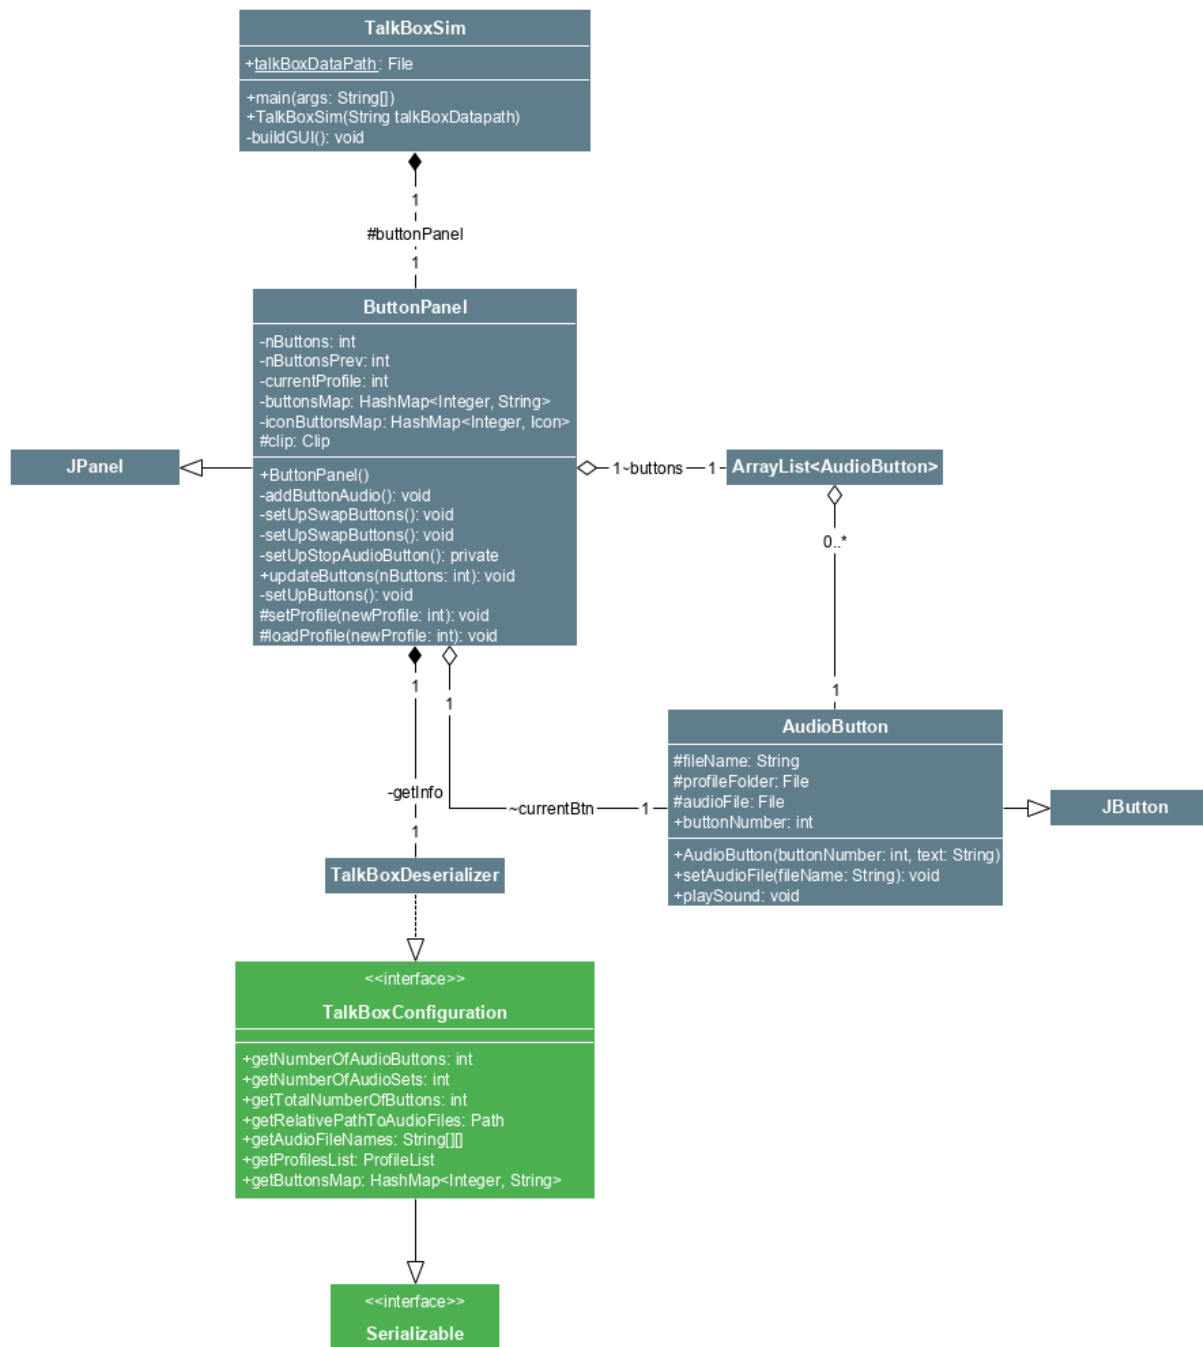 TalkBoxSim
+talkBoxDataPath: File
+main(args: String[])
+TalkBoxSim(String talkBoxDatapath)
-buildGUI(): void
1
#buttonPanel
1
ButtonPanel
-nButtons: int
-nButtonsPrev: int
-currentProfile: int
-buttonsMap: HashMap<Integer, String>
-iconButtonsMap: HashMap<Integer, Icon>
#clip: Clip
+ButtonPanel()
-addButtonAudio(): void
-setUpSwapButtons(): void
-setUpSwapButtons(): void
-setUpStopAudioButton(): private
+updateButtons(nButtons: int): void
-setUpButtons(): void
#setProfile(newProfile: int): void
#loadProfile(newProfile: int): void
JPanel
1 ~buttons 1
ArrayList<AudioButton>
0..*
1
1
1
-getInfo
1
~currentBtn 1
AudioButton
#fileName: String
#profileFolder: File
#audioFile: File
+buttonNumber: int
+AudioButton(buttonNumber: int, text: String)
+setAudioFile(fileName: String): void
+playSound: void
JButton
TalkBoxDeserializer
<<interface>>
TalkBoxConfiguration
+getNumberOfAudioButtons: int
+getNumberOfAudioSets: int
+getTotalNumberOfButtons: int
+getRelativePathToAudioFiles: Path
+getAudioFileNames: String[][]
+getProfilesList: ProfileList
+getButtonsMap: HashMap<Integer, String>
<<interface>>
Serializable